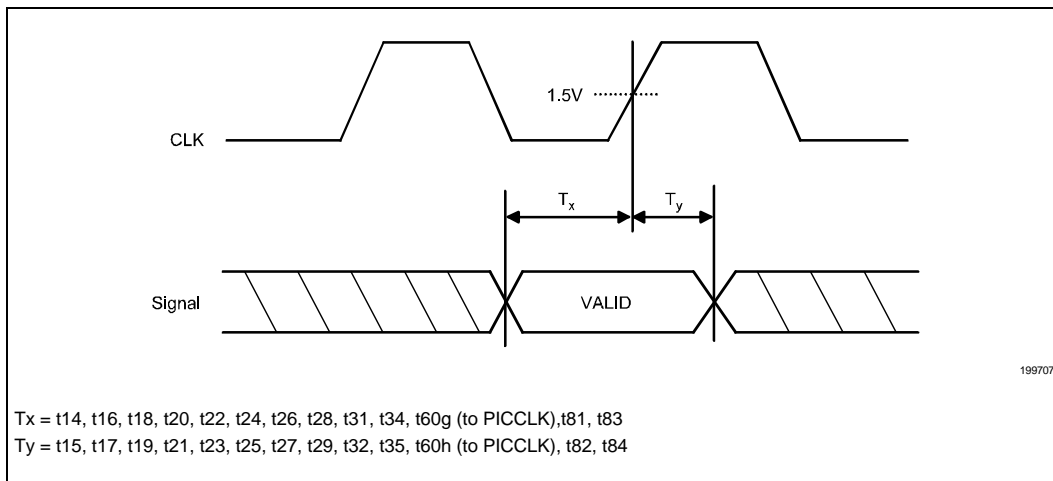 1.5V
CLK
Tx Ty
Signal VALID
199707
Tx = t14, t16, t18, t20, t22, t24, t26, t28, t31, t34, t60g (to PICCLK),t81, t83
Ty = t15, t17, t19, t21, t23, t25, t27, t29, t32, t35, t60h (to PICCLK), t82, t84